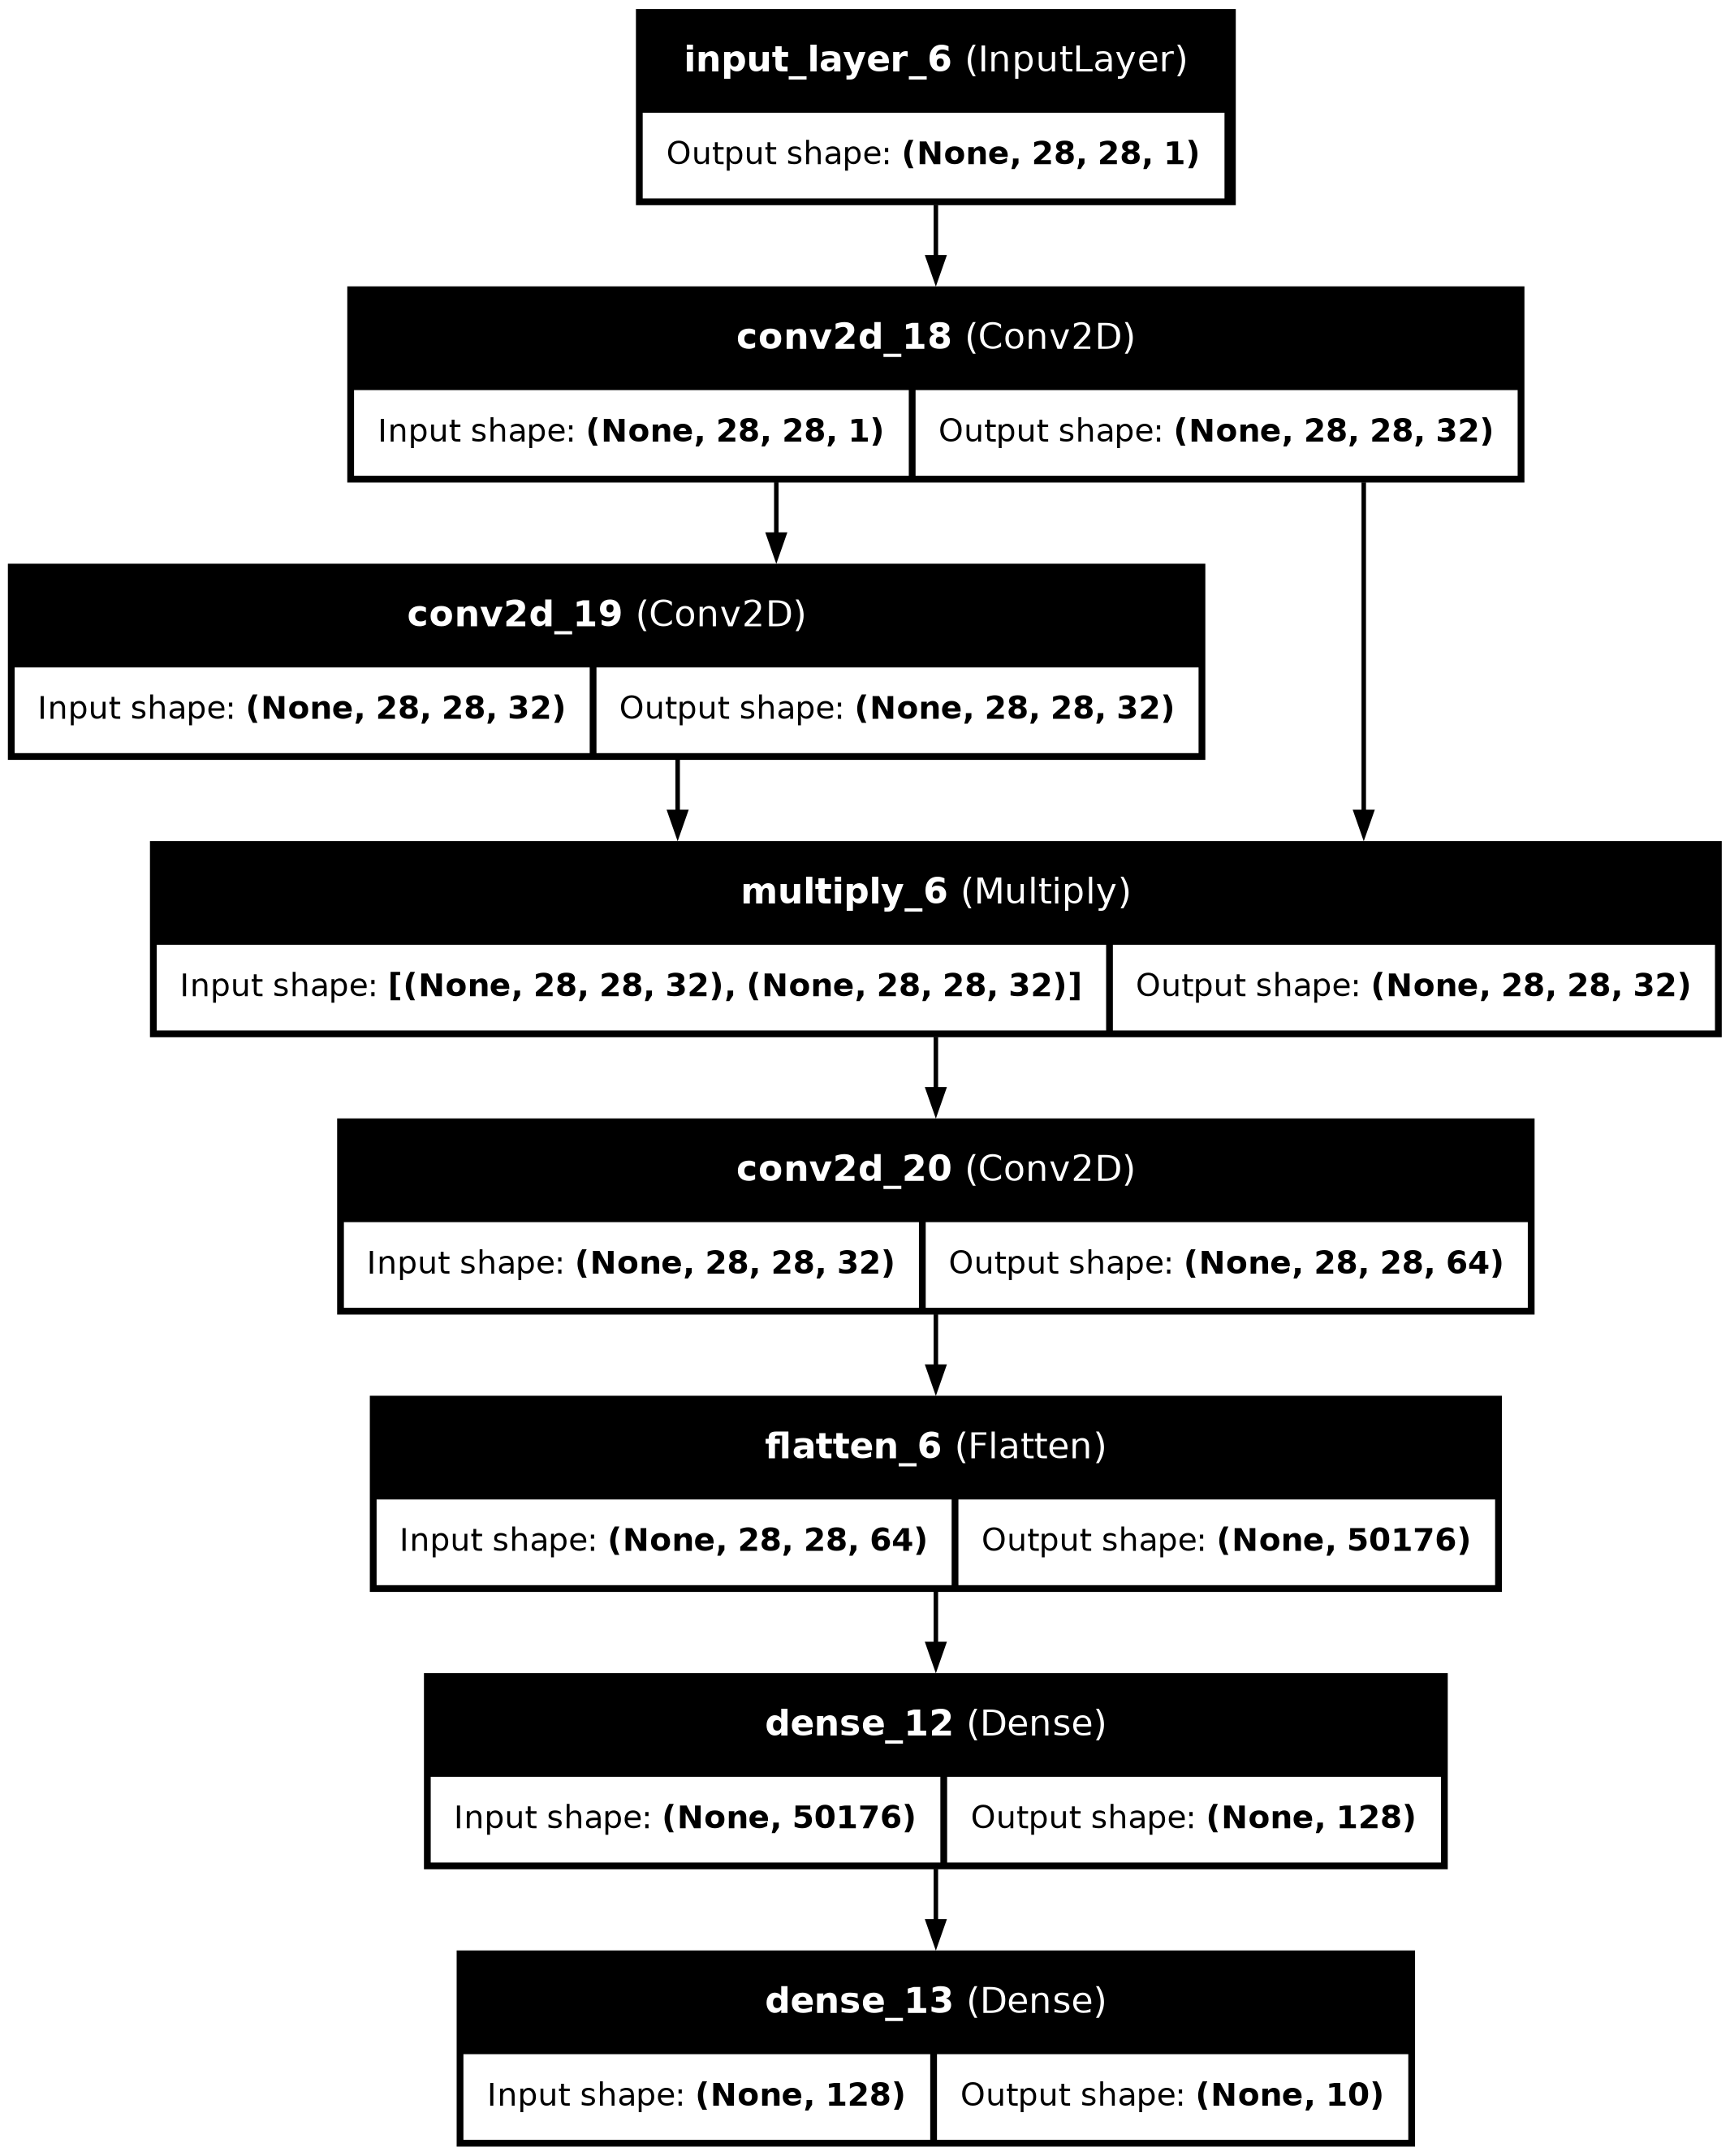 input_layer_6 (InputLayer)
Output shape: (None, 28, 28, 1)
conv2d_18 (Conv2D)
Input shape: (None, 28, 28, 1)
Output shape: (None, 28, 28, 32)
conv2d_19 (Conv2D)
Input shape: (None, 28, 28, 32)
Output shape: (None, 28, 28, 32)
multiply_6 (Multiply)
Input shape: [(None, 28, 28, 32), (None, 28, 28, 32)]
Output shape: (None, 28, 28, 32)
conv2d_20 (Conv2D)
Input shape: (None, 28, 28, 32)
Output shape: (None, 28, 28, 64)
flatten_6 (Flatten)
Input shape: (None, 28, 28, 64)
Output shape: (None, 50176)
dense_12 (Dense)
Input shape: (None, 50176)
Output shape: (None, 128)
dense_13 (Dense)
Input shape: (None, 128)
Output shape: (None, 10)